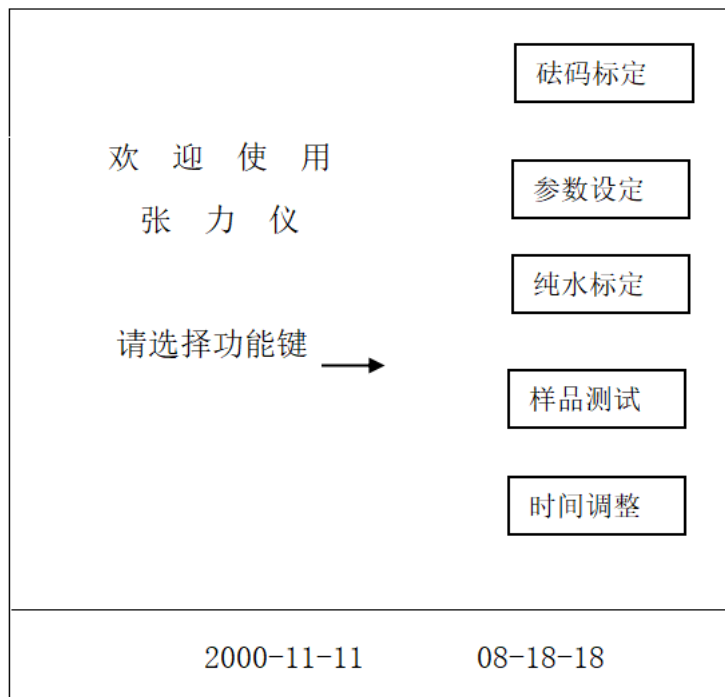 砝码标定
欢 迎 使 用
参数设定
张 力 仪
纯水标定
请选择功能键
样品测试
时间调整
2000-11-11 08-18-18